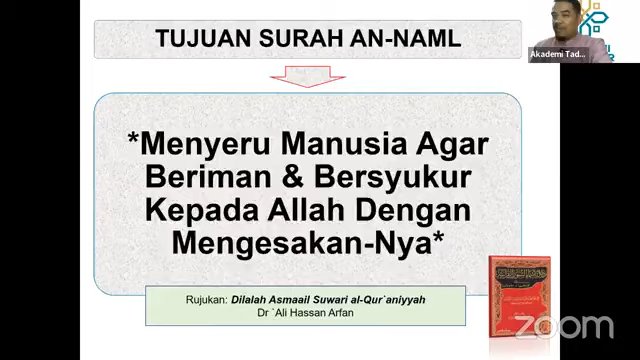 TUJUAN SURAH AN-NAML
*Menyeru Manusia Agar
Beriman & Bersyukur
Kepada Allah Dengan
Mengesakan-Nya*
Rujukan: Dilalah Asmaail Suwari al-Qur`aniyyah
Dr `Ali Hassan Arfan
Akademi Tad...
zoom